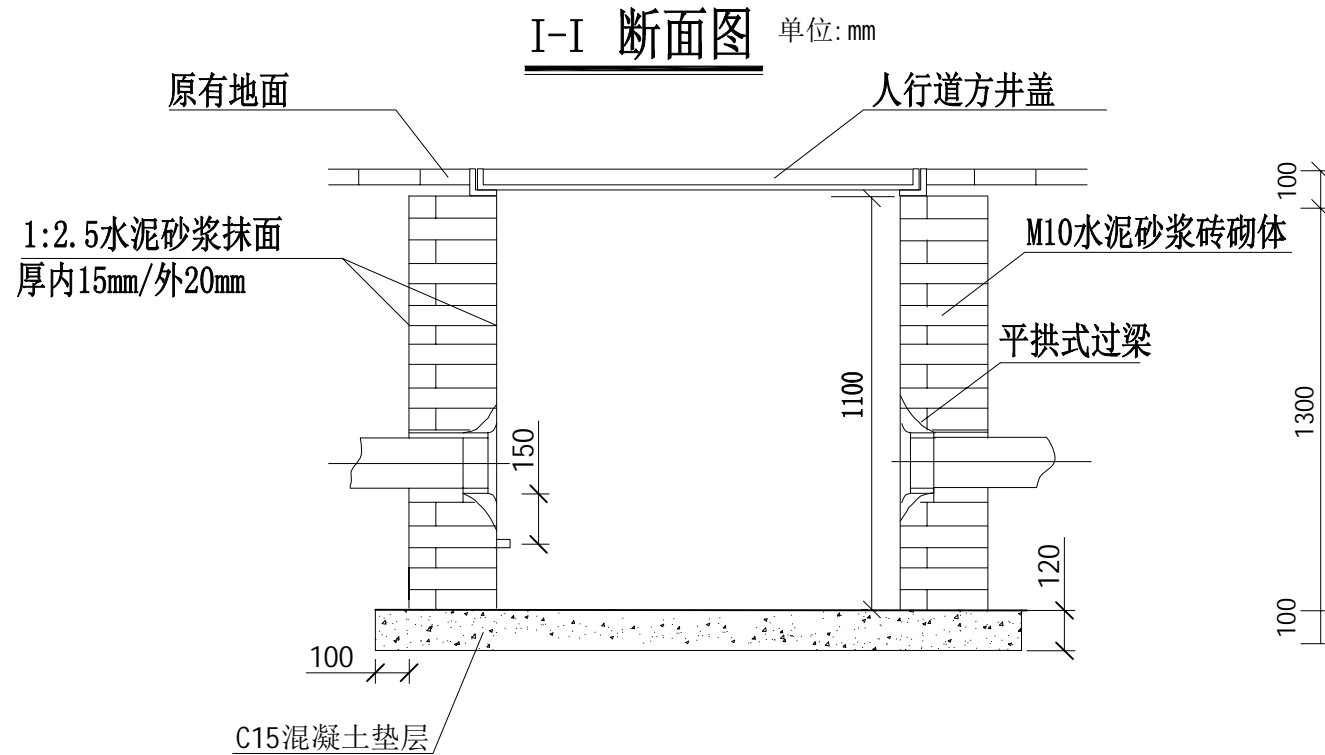 I-I 断面图 单位:mm
原有地面
人行道方井盖
100
1:2.5水泥砂浆抹面
厚内15mm/外20mm
M10水泥砂浆砖砌体
平拱式过梁
1100
1300
150
120
100
100
C15混凝土垫层